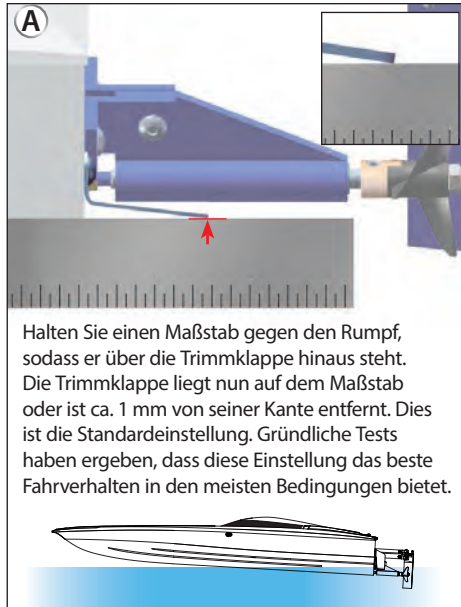 A
Halten Sie einen Maßstab gegen den Rumpf,
sodass er über die Trimmklappe hinaus steht.
Die Trimmklappe liegt nun auf dem Maßstab
oder ist ca. 1 mm von seiner Kante entfernt. Dies
ist die Standardeinstellung. Gründliche Tests
haben ergeben, dass diese Einstellung das beste
Fahrverhalten in den meisten Bedingungen bietet.